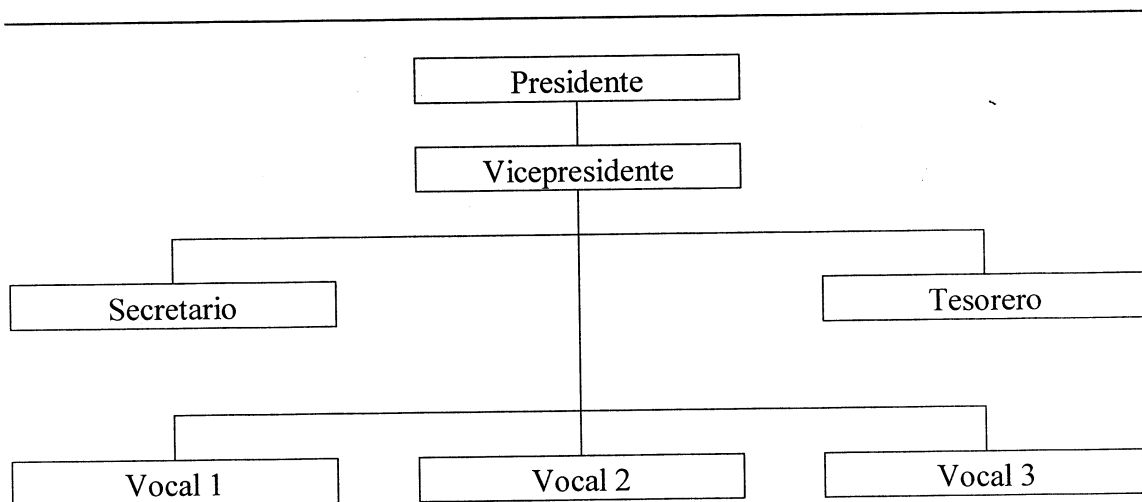 Presidente
Vicepresidente
Secretario
Tesorero
Vocal 1
Vocal 2
Vocal 3